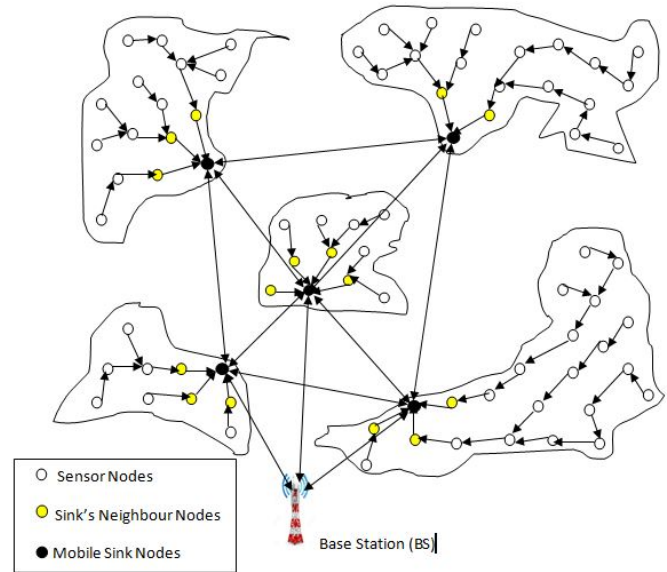 Sensor Nodes
Sink's Neighbour Nodes
Mobile Sink Nodes
Base Station (BS)